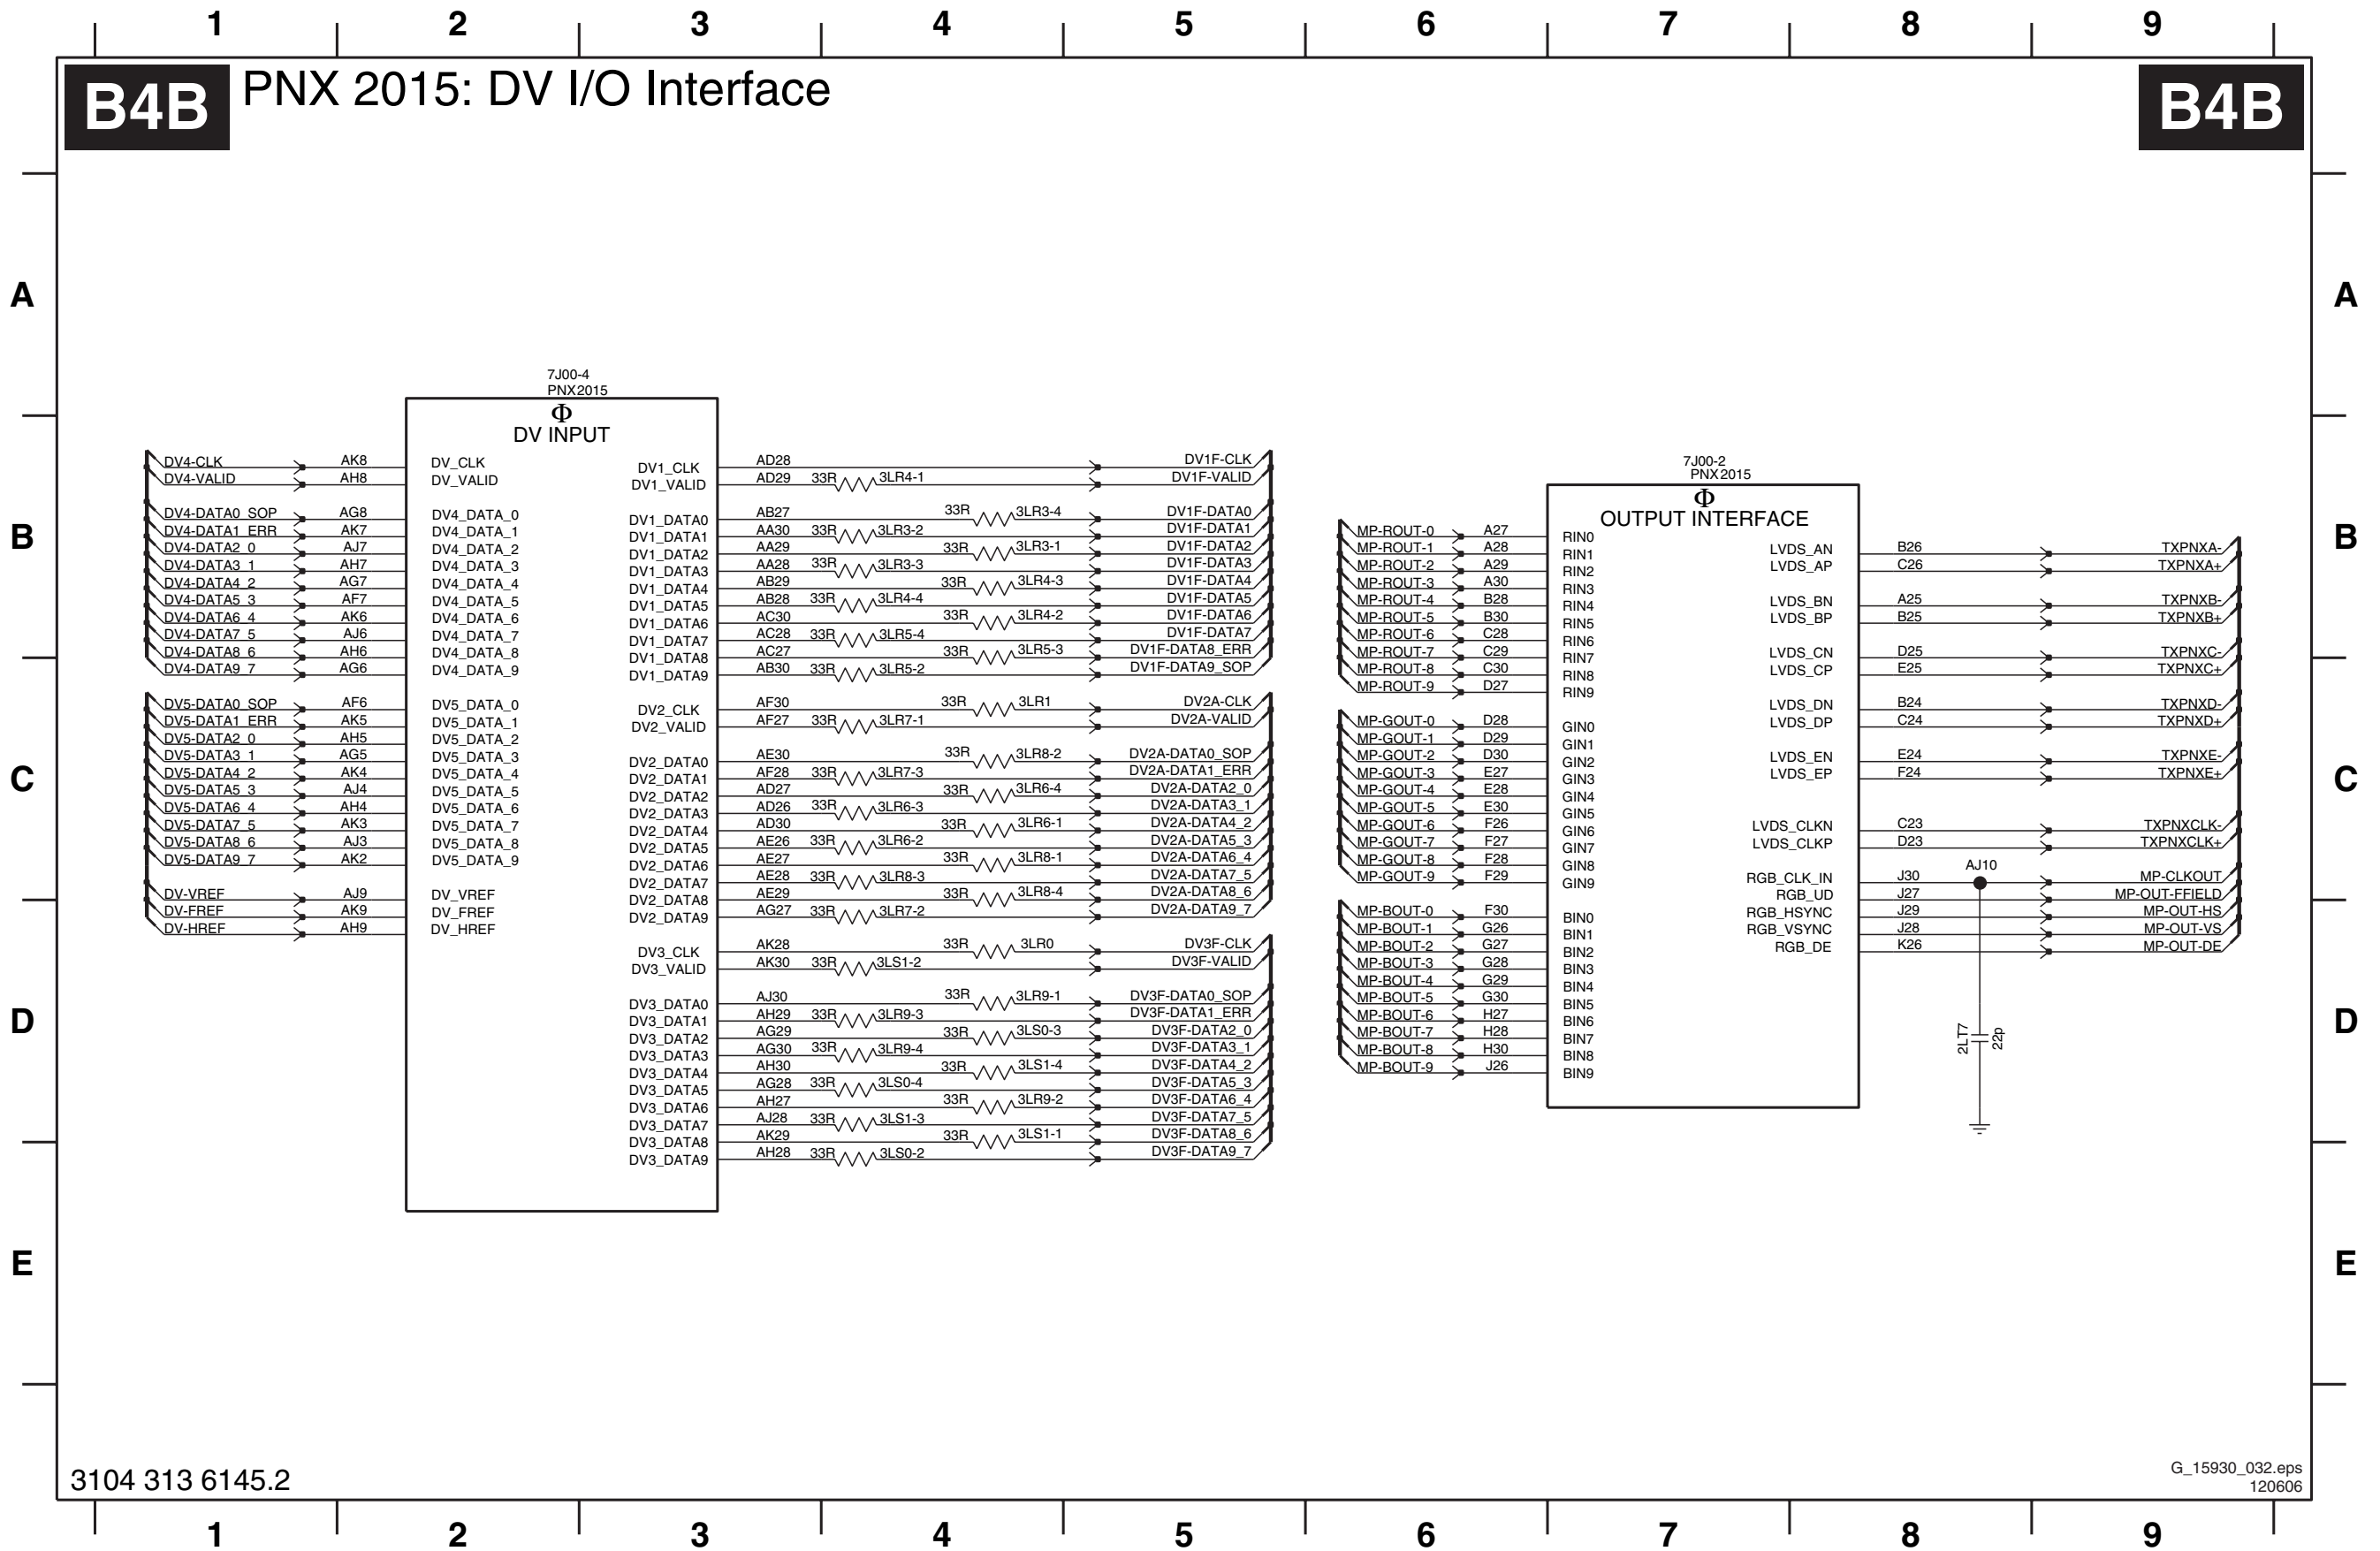 1 2 3 4 5 6 7 8 9
B4B PNX 2015: DV I/O Interface B4B
A A
B B
C C
D D
E E
7J00-4
PNX2015
Φ
DV INPUT
DV4-CLK AK8 DV_CLK
DV4-VALID AH8 DV_VALID
DV4-DATA0_SOP AG8 DV4_DATA_0
DV4-DATA1_ERR AK7 DV4_DATA_1
DV4-DATA2_0 AJ7 DV4_DATA_2
DV4-DATA3_1 AH7 DV4_DATA_3
DV4-DATA4_2 AG7 DV4_DATA_4
DV4-DATA5_3 AF7 DV4_DATA_5
DV4-DATA6_4 AK6 DV4_DATA_6
DV4-DATA7_5 AJ6 DV4_DATA_7
DV4-DATA8_6 AH6 DV4_DATA_8
DV4-DATA9_7 AG6 DV4_DATA_9
DV5-DATA0_SOP AF6 DV5_DATA_0
DV5-DATA1_ERR AK5 DV5_DATA_1
DV5-DATA2_0 AH5 DV5_DATA_2
DV5-DATA3_1 AG5 DV5_DATA_3
DV5-DATA4_2 AK4 DV5_DATA_4
DV5-DATA5_3 AJ4 DV5_DATA_5
DV5-DATA6_4 AH4 DV5_DATA_6
DV5-DATA7_5 AK3 DV5_DATA_7
DV5-DATA8_6 AJ3 DV5_DATA_8
DV5-DATA9_7 AK2 DV5_DATA_9
DV-VREF AJ9 DV_VREF
DV-FREF AK9 DV_FREF
DV-HREF AH9 DV_HREF
DV1_CLK AD28 DV1F-CLK
DV1_VALID AD29 33R 3LR4-1 DV1F-VALID
DV1_DATA0 AB27 33R 3LR3-4 DV1F-DATA0
DV1_DATA1 AA30 33R 3LR3-2 DV1F-DATA1
DV1_DATA2 AA29 33R 3LR3-1 DV1F-DATA2
DV1_DATA3 AA28 33R 3LR3-3 DV1F-DATA3
DV1_DATA4 AB29 33R 3LR4-3 DV1F-DATA4
DV1_DATA5 AB28 33R 3LR4-4 DV1F-DATA5
DV1_DATA6 AC30 33R 3LR4-2 DV1F-DATA6
DV1_DATA7 AC28 33R 3LR5-4 DV1F-DATA7
DV1_DATA8 AC27 33R 3LR5-3 DV1F-DATA8_ERR
DV1_DATA9 AB30 33R 3LR5-2 DV1F-DATA9_SOP
DV2_CLK AF30 33R 3LR1 DV2A-CLK
DV2_VALID AF27 33R 3LR7-1 DV2A-VALID
DV2_DATA0 AE30 33R 3LR8-2 DV2A-DATA0_SOP
DV2_DATA1 AF28 33R 3LR7-3 DV2A-DATA1_ERR
DV2_DATA2 AD27 33R 3LR6-4 DV2A-DATA2_0
DV2_DATA3 AD26 33R 3LR6-3 DV2A-DATA3_1
DV2_DATA4 AD30 33R 3LR6-1 DV2A-DATA4_2
DV2_DATA5 AE26 33R 3LR6-2 DV2A-DATA5_3
DV2_DATA6 AE27 33R 3LR8-1 DV2A-DATA6_4
DV2_DATA7 AE28 33R 3LR8-3 DV2A-DATA7_5
DV2_DATA8 AE29 33R 3LR8-4 DV2A-DATA8_6
DV2_DATA9 AG27 33R 3LR7-2 DV2A-DATA9_7
DV3_CLK AK28 33R 3LR0 DV3F-CLK
DV3_VALID AK30 33R 3LS1-2 DV3F-VALID
DV3_DATA0 AJ30 33R 3LR9-1 DV3F-DATA0_SOP
DV3_DATA1 AH29 33R 3LR9-3 DV3F-DATA1_ERR
DV3_DATA2 AG29 33R 3LS0-3 DV3F-DATA2_0
DV3_DATA3 AG30 33R 3LR9-4 DV3F-DATA3_1
DV3_DATA4 AH30 33R 3LS1-4 DV3F-DATA4_2
DV3_DATA5 AG28 33R 3LS0-4 DV3F-DATA5_3
DV3_DATA6 AH27 33R 3LR9-2 DV3F-DATA6_4
DV3_DATA7 AJ28 33R 3LS1-3 DV3F-DATA7_5
DV3_DATA8 AK29 33R 3LS1-1 DV3F-DATA8_6
DV3_DATA9 AH28 33R 3LS0-2 DV3F-DATA9_7
7J00-2
PNX2015
Φ
OUTPUT INTERFACE
MP-ROUT-0 A27 RIN0
MP-ROUT-1 A28 RIN1
MP-ROUT-2 A29 RIN2
MP-ROUT-3 A30 RIN3
MP-ROUT-4 B28 RIN4
MP-ROUT-5 B30 RIN5
MP-ROUT-6 C28 RIN6
MP-ROUT-7 C29 RIN7
MP-ROUT-8 C30 RIN8
MP-ROUT-9 D27 RIN9
MP-GOUT-0 D28 GIN0
MP-GOUT-1 D29 GIN1
MP-GOUT-2 D30 GIN2
MP-GOUT-3 E27 GIN3
MP-GOUT-4 E28 GIN4
MP-GOUT-5 E30 GIN5
MP-GOUT-6 F26 GIN6
MP-GOUT-7 F27 GIN7
MP-GOUT-8 F28 GIN8
MP-GOUT-9 F29 GIN9
MP-BOUT-0 F30 BIN0
MP-BOUT-1 G26 BIN1
MP-BOUT-2 G27 BIN2
MP-BOUT-3 G28 BIN3
MP-BOUT-4 G29 BIN4
MP-BOUT-5 G30 BIN5
MP-BOUT-6 H27 BIN6
MP-BOUT-7 H28 BIN7
MP-BOUT-8 H30 BIN8
MP-BOUT-9 J26 BIN9
LVDS_AN B26 TXPNXA-
LVDS_AP C26 TXPNXA+
LVDS_BN A25 TXPNXB-
LVDS_BP B25 TXPNXB+
LVDS_CN D25 TXPNXC-
LVDS_CP E25 TXPNXC+
LVDS_DN B24 TXPNXD-
LVDS_DP C24 TXPNXD+
LVDS_EN E24 TXPNXE-
LVDS_EP F24 TXPNXE+
LVDS_CLKN C23 TXPNXCLK-
LVDS_CLKP D23 TXPNXCLK+
AJ10
RGB_CLK_IN J30 MP-CLKOUT
RGB_UD J27 MP-OUT-FFIELD
RGB_HSYNC J29 MP-OUT-HS
RGB_VSYNC J28 MP-OUT-VS
RGB_DE K26 MP-OUT-DE
2LT7 22p
3104 313 6145.2
G_15930_032.eps
120606
1 2 3 4 5 6 7 8 9